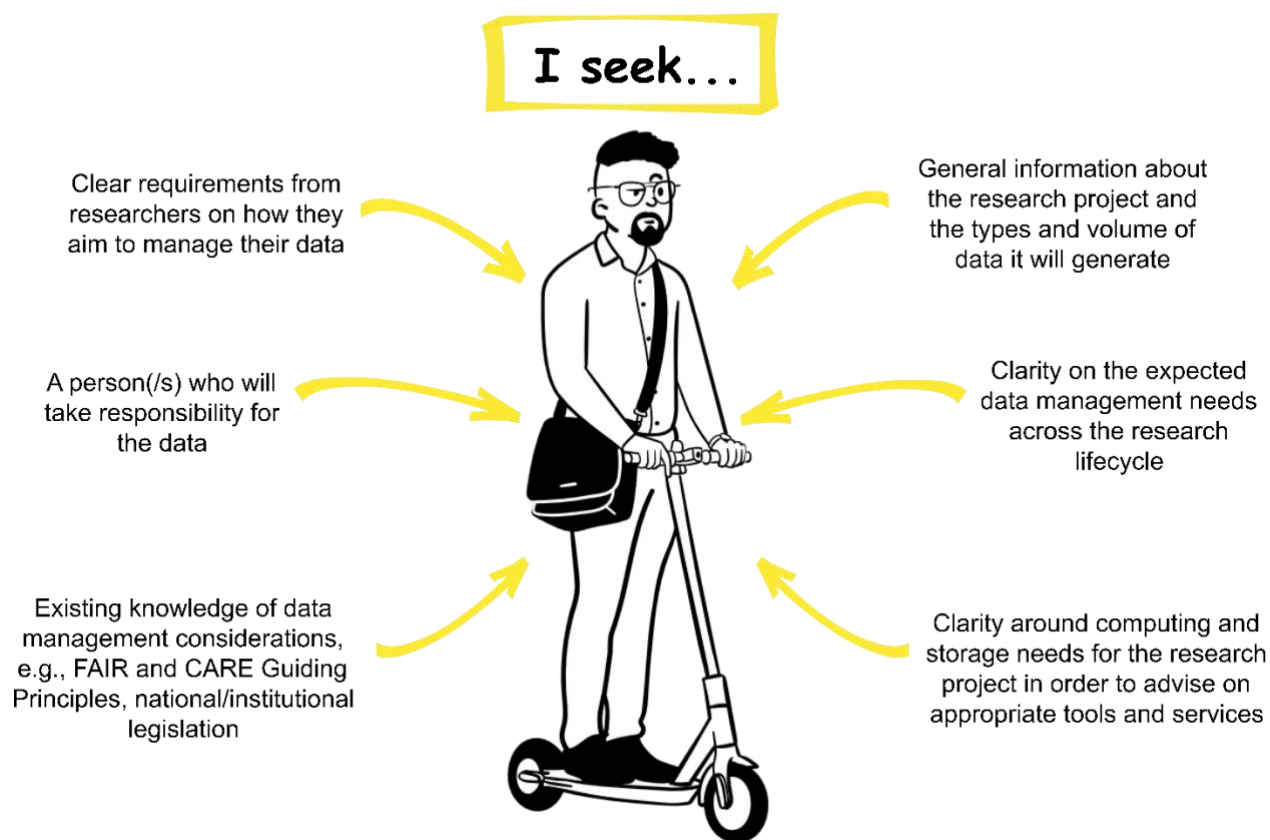 I seek...
Clear requirements from
researchers on how they
aim to manage their data
A person(/s) who will
take responsibility for
the data
Existing knowledge of data
management considerations,
e.g., FAIR and CARE Guiding
Principles, national/institutional
legislation
General information about
the research project and
the types and volume of
data it will generate
Clarity on the expected
data management needs
across the research
lifecycle
Clarity around computing and
storage needs for the research
project in order to advise on
appropriate tools and services